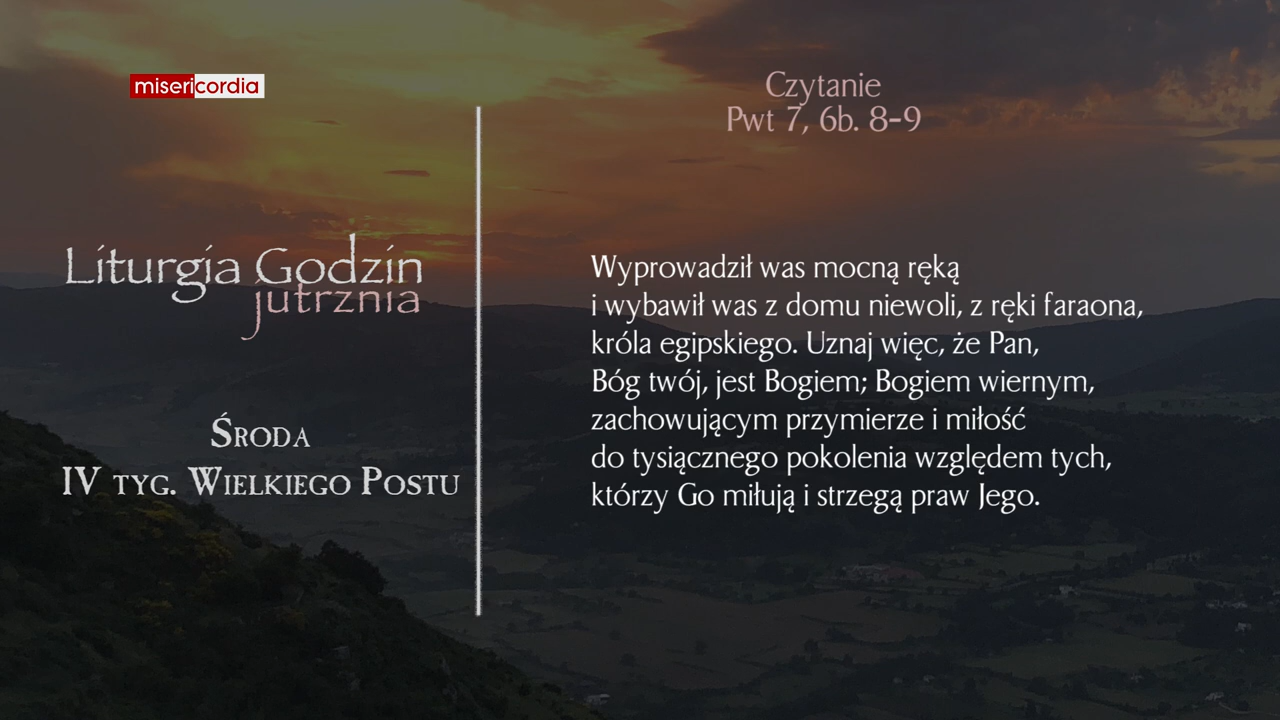 misericordia
Liturgia Godzin
jutrznia
Środa
IV tyg. Wielkiego Postu
Czytanie
Pwt 7, 6b. 8-9
Wyprowadził was mocną ręką
i wybawił was z domu niewoli, z ręki faraona,
króla egipskiego. Uznaj więc, że Pan,
Bóg twój, jest Bogiem; Bogiem wiernym,
zachowującym przymierze i miłość
do tysiącznego pokolenia względem tych,
którzy Go miłują i strzegą praw Jego.